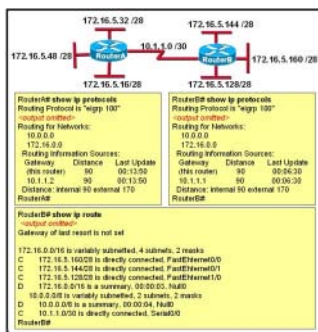 172.16.5.32 /28
172.16.5.144 /28
172.16.5.48 /28
10.1.1.0 /30
172.16.5.160 /28
RouterA
RouterB
172.16.5.16/28
172.16.5.128/28
RouterA# show ip protocols
Routing Protocol is "eigrp 100"
<output omitted>
Routing for Networks:
10.0.0.0
172.16.0.0
Routing Information Sources:
Gateway Distance Last Update
(this router) 90 00:13:50
10.1.1.2 90 00:13:50
Distance: internal 90 external 170
RouterA#
RouterB# show ip protocols
Routing Protocol is "eigrp 100"
<output omitted>
Routing for Networks:
10.0.0.0
172.16.0.0
Routing Information Sources:
Gateway Distance Last Update
(this router) 90 00:06:30
10.1.1.1 90 00:06:30
Distance: internal 90 external 170
RouterB#
RouterB# show ip route
<output omitted>
Gateway of last resort is not set
172.16.0.0/16 is variably subnetted, 4 subnets, 2 masks
C 172.16.5.160/28 is directly connected, FastEthernet0/0
C 172.16.5.144/28 is directly connected, FastEthernet0/1
C 172.16.5.128/28 is directly connected, FastEthernet1/0
D 172.16.0.0/16 is a summary, 00:00:03, Null0
10.0.0.0/8 is variably subnetted, 2 subnets, 2 masks
D 10.0.0.0/8 is a summary, 00:00:04, Null0
C 10.1.1.0/30 is directly connected, Serial0/0
RouterB#